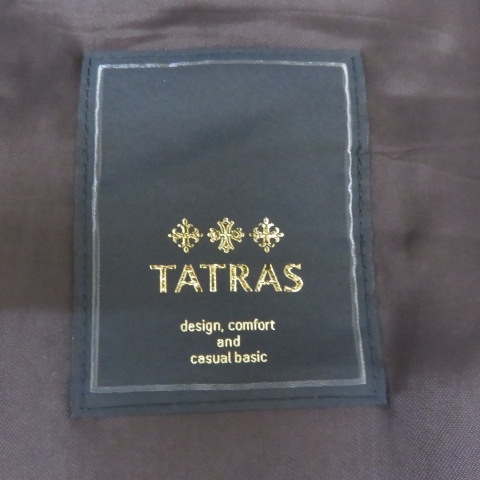 TATRAS
design, comfort
and
casual basic